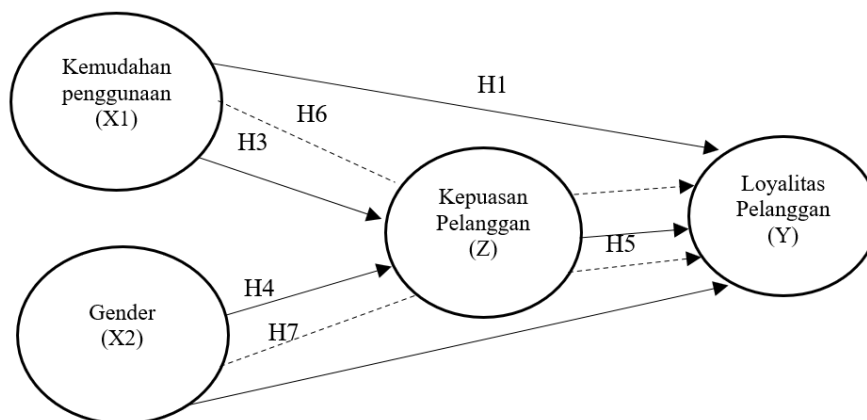 Kemudahan
penggunaan
(X1)
H1
H6
H3
Kepuasan
Pelanggan
(Z)
Loyalitas
Pelanggan
(Y)
H5
H4
Gender
(X2)
H7